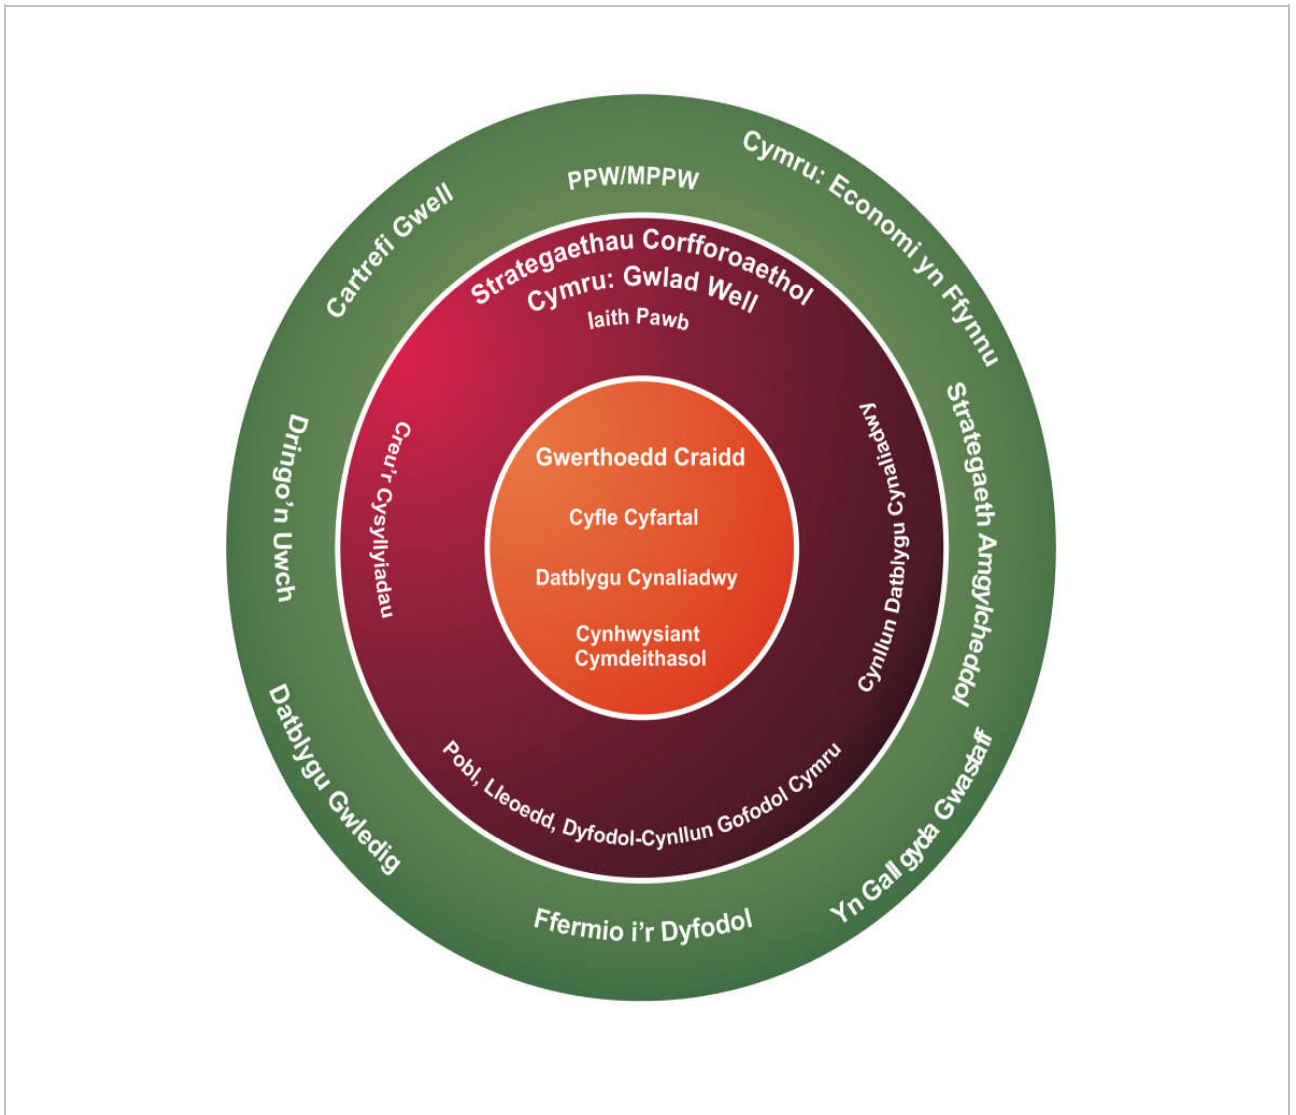 PPW/MPPW
Cymru: Economi yn Ffynnu
Strategaeth Amgylcheddol
Yn Gall gyda Gwastaff
Ffermio i'r Dyfodol
Datblygu Gwledig
Dringo'n Uwch
Cartrefi Gwell
Strategaethau Corfforoaethol
Cymru: Gwlad Well
Iaith Pawb
Cynllun Datblygu Cynaliadwy
Pobl, Lleoedd, Dyfodol-Cynllun Gofodol Cymru
Creu'r Cysyllyiadau
Gwerthoedd Craidd
Cyfle Cyfartal
Datblygu Cynaliadwy
Cynhwysiant
Cymdeithasol